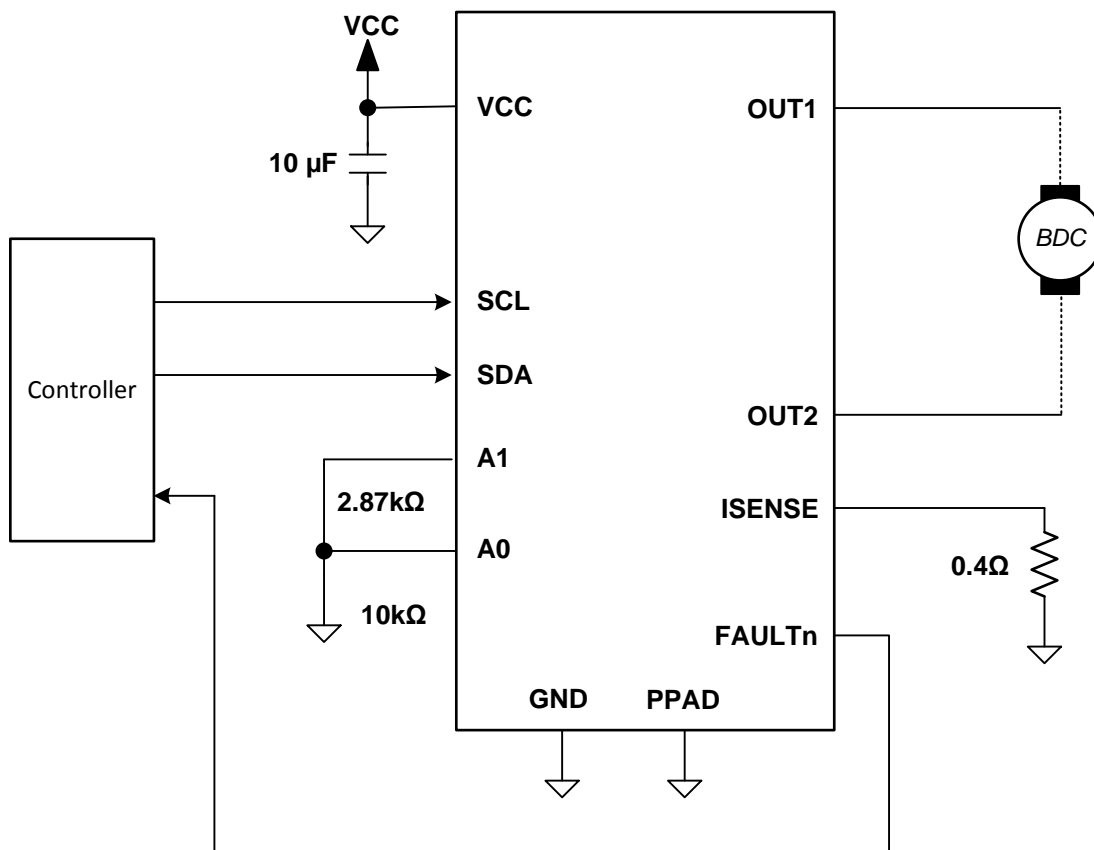 VCC
VCC
OUT1
10 µF
BDC
SCL
Controller
SDA
OUT2
A1
2.87kΩ
ISENSE
A0
0.4Ω
10kΩ
FAULTn
GND
PPAD